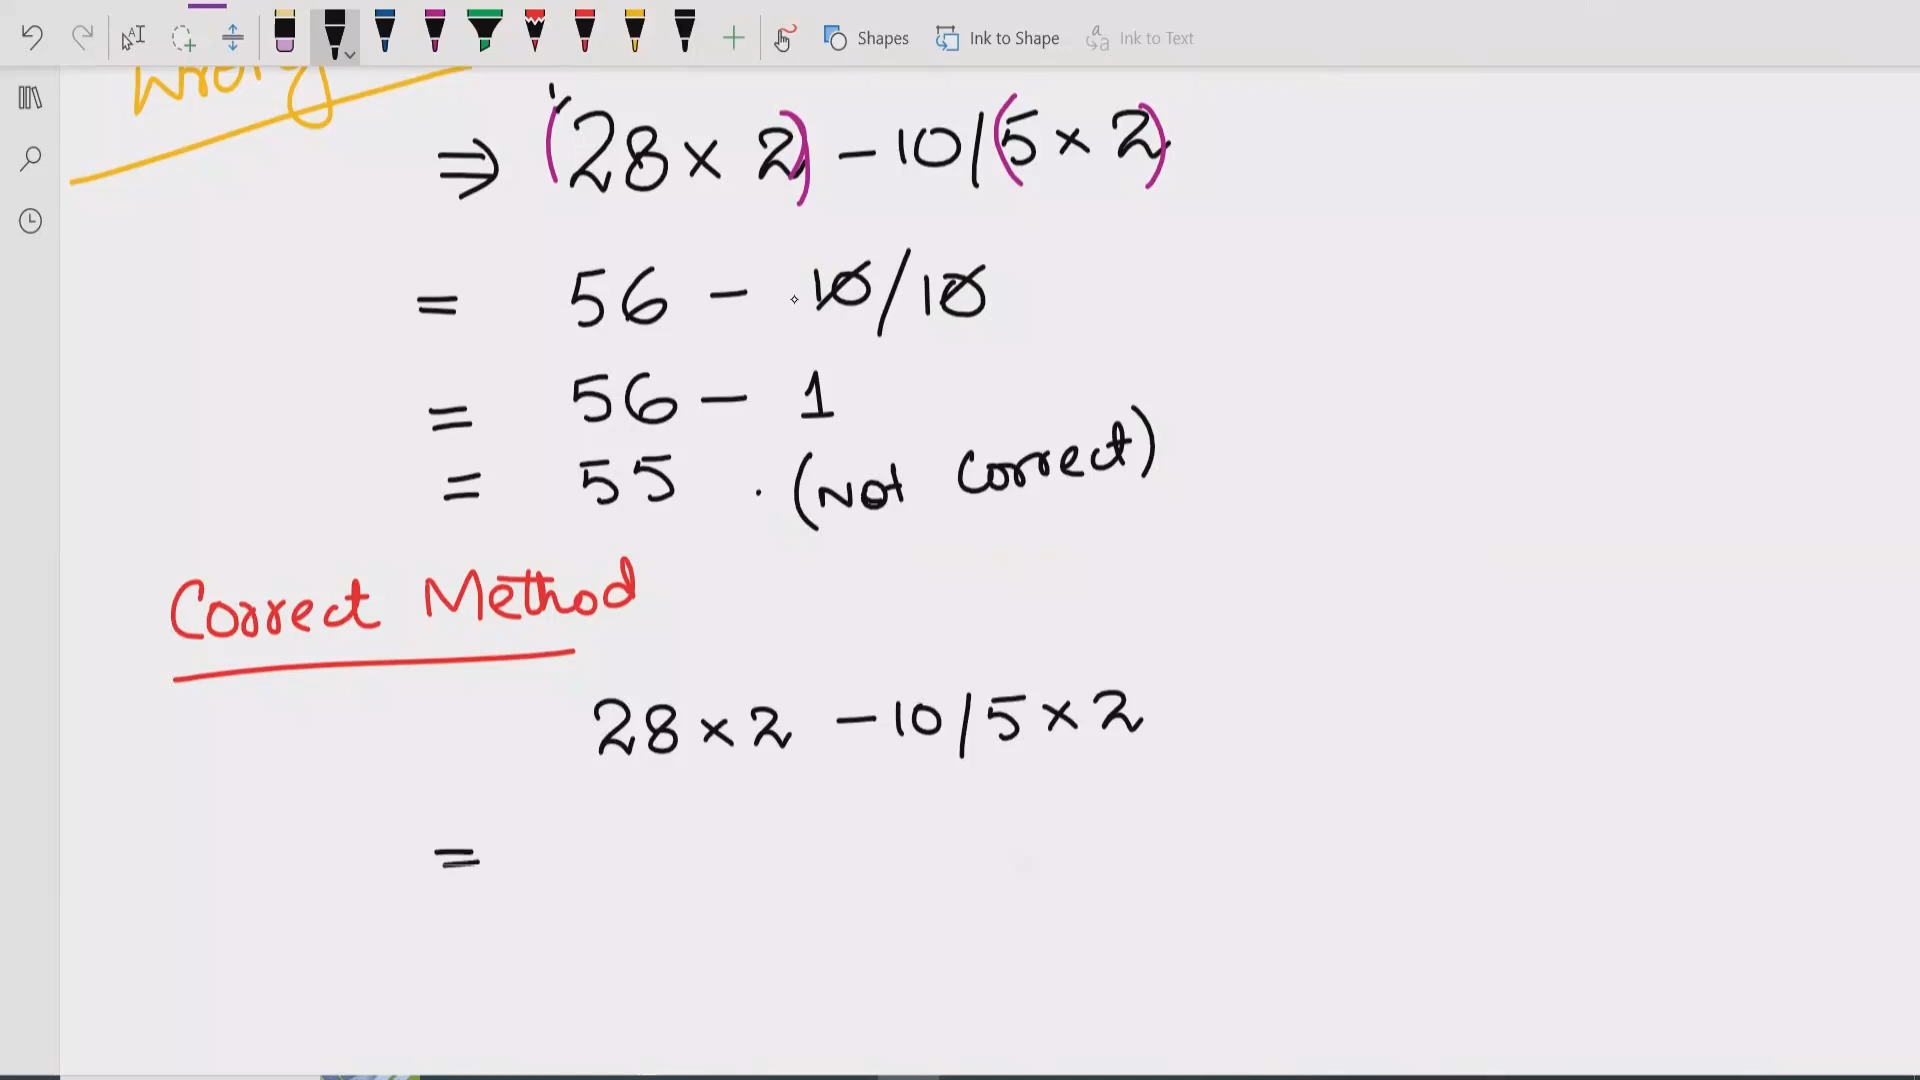 Shapes Ink to Shape Ink to Text
Wrong
⇒ (28 × 2) - 10/(5 × 2)
= 56 - 10/10
= 56 - 1
= 55 . (Not Correct)
Correct Method
28 × 2 - 10/5 × 2
=